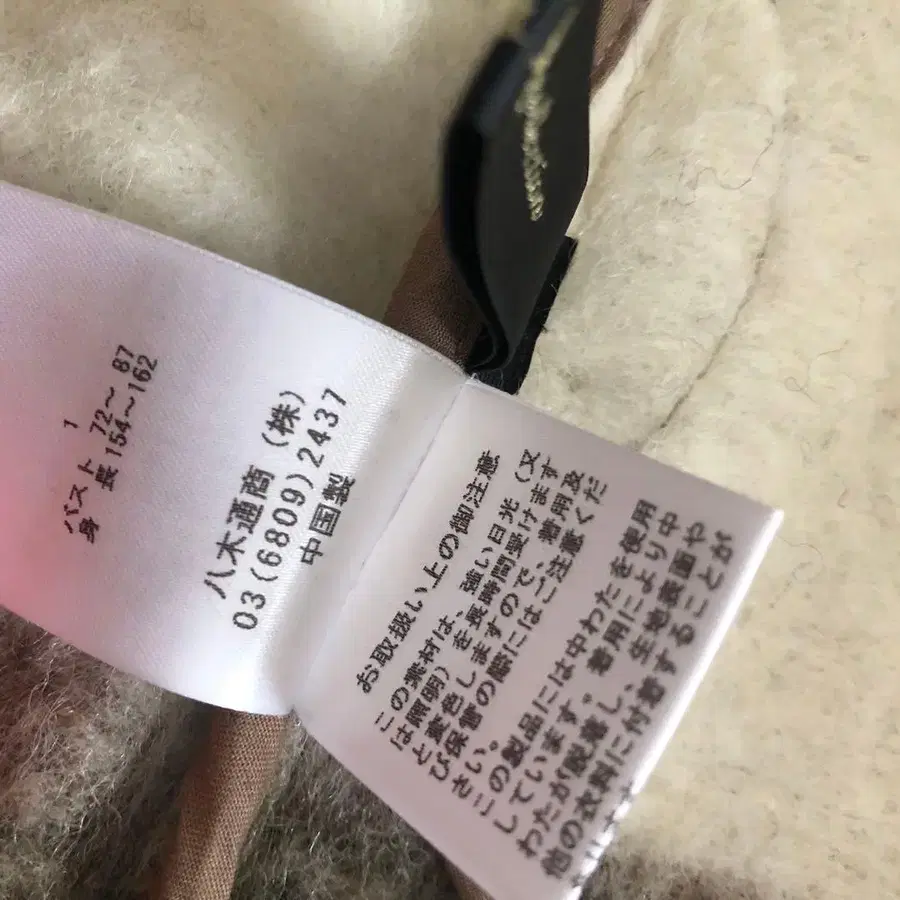 1
バスト 72〜 87
身 長154〜162
八木通商（株）
03(6809)2437
中国製
お取扱い上の御注意
この素材は、強い日光（又
は照明）を長時間受けます
と変色しますので、着用及
び保管の際にはご注意くだ
さい。
この製品には中わたを使用
しています。着用により中
わたが脱落し、生地表面や
他の衣料に付着することが